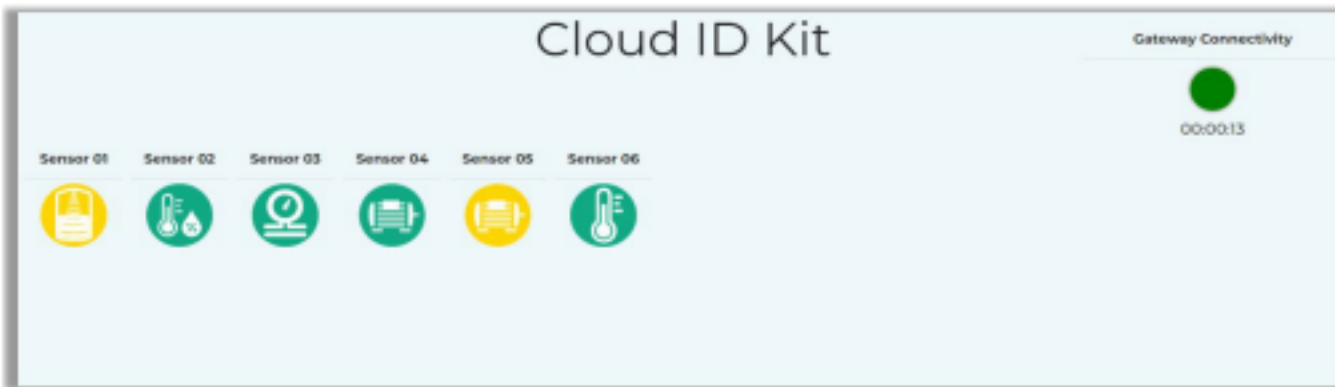 Cloud ID Kit
Gateway Connectivity
00:00:13
Sensor 01 Sensor 02 Sensor 03 Sensor 04 Sensor 05 Sensor 06